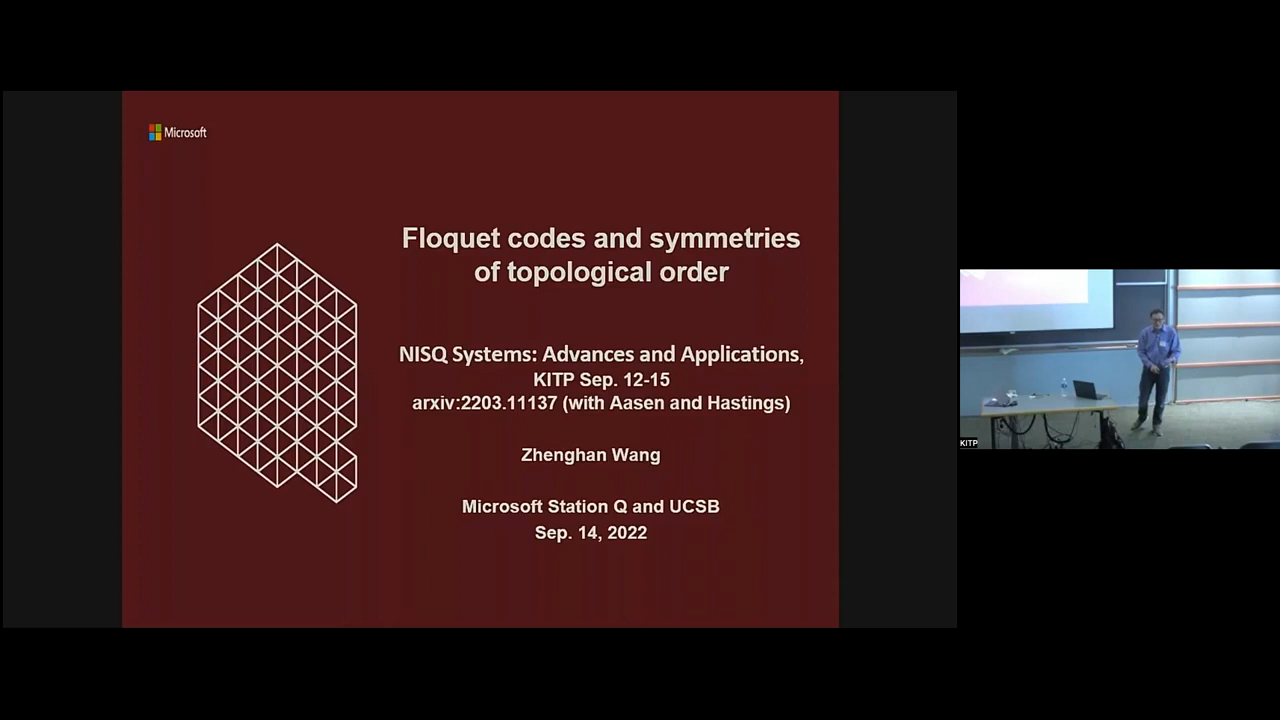 Microsoft
Floquet codes and symmetries
of topological order
NISQ Systems: Advances and Applications,
KITP Sep. 12-15
arxiv:2203.11137 (with Aasen and Hastings)
Zhenghan Wang
Microsoft Station Q and UCSB
Sep. 14, 2022
KITP